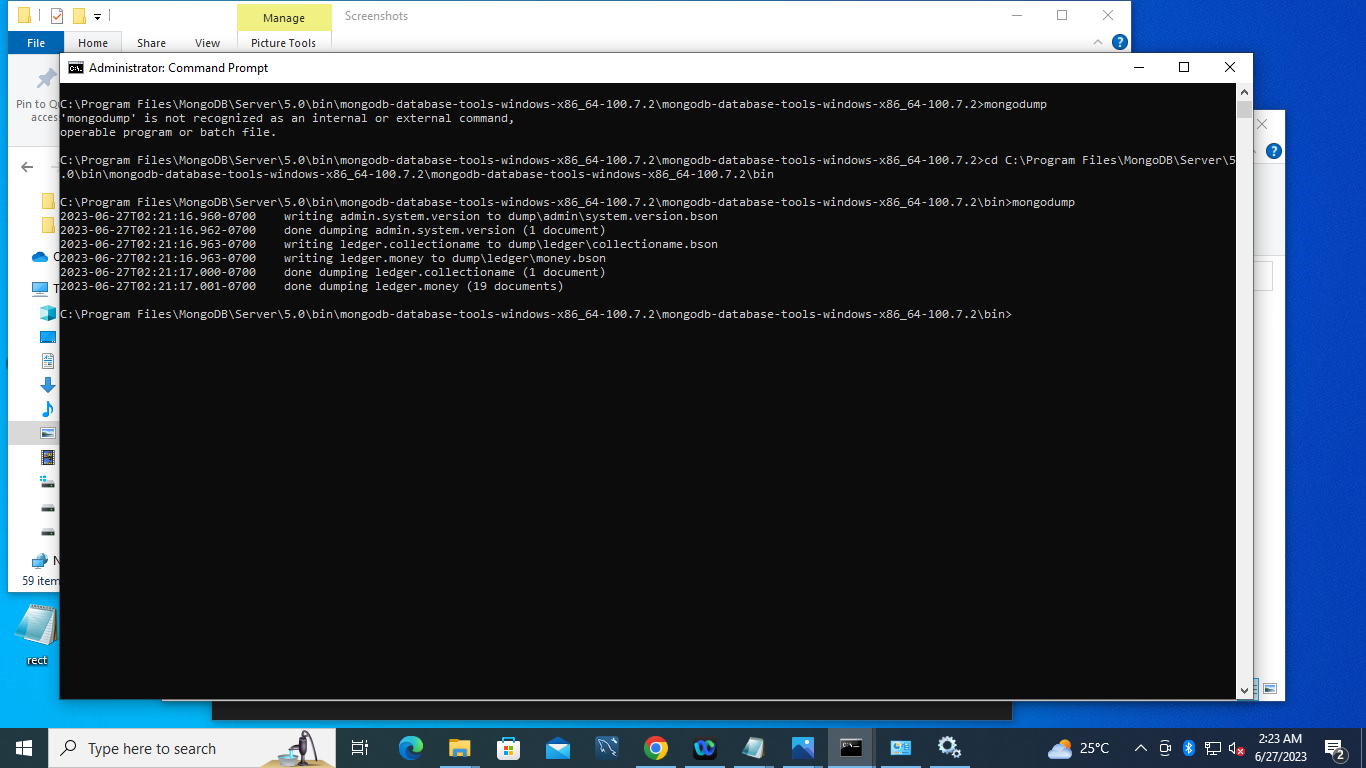 Manage
Screenshots
File
Home
Share
View
Picture Tools
Administrator: Command Prompt
Pin to Q
acces
C:\Program Files\MongoDB\Server\5.0\bin\mongodb-database-tools-windows-x86_64-100.7.2\mongodb-database-tools-windows-x86_64-100.7.2>mongodump
'mongodump' is not recognized as an internal or external command,
operable program or batch file.
C:\Program Files\MongoDB\Server\5.0\bin\mongodb-database-tools-windows-x86_64-100.7.2\mongodb-database-tools-windows-x86_64-100.7.2>cd C:\Program Files\MongoDB\Server\5
.0\bin\mongodb-database-tools-windows-x86_64-100.7.2\mongodb-database-tools-windows-x86_64-100.7.2\bin
C:\Program Files\MongoDB\Server\5.0\bin\mongodb-database-tools-windows-x86_64-100.7.2\mongodb-database-tools-windows-x86_64-100.7.2\bin>mongodump
2023-06-27T02:21:16.960-0700    writing admin.system.version to dump\admin\system.version.bson
2023-06-27T02:21:16.962-0700    done dumping admin.system.version (1 document)
2023-06-27T02:21:16.963-0700    writing ledger.collectioname to dump\ledger\collectioname.bson
2023-06-27T02:21:16.963-0700    writing ledger.money to dump\ledger\money.bson
2023-06-27T02:21:17.000-0700    done dumping ledger.collectioname (1 document)
2023-06-27T02:21:17.001-0700    done dumping ledger.money (19 documents)
C:\Program Files\MongoDB\Server\5.0\bin\mongodb-database-tools-windows-x86_64-100.7.2\mongodb-database-tools-windows-x86_64-100.7.2\bin>
59 item
rect
Type here to search
25°C
2:23 AM
6/27/2023
2